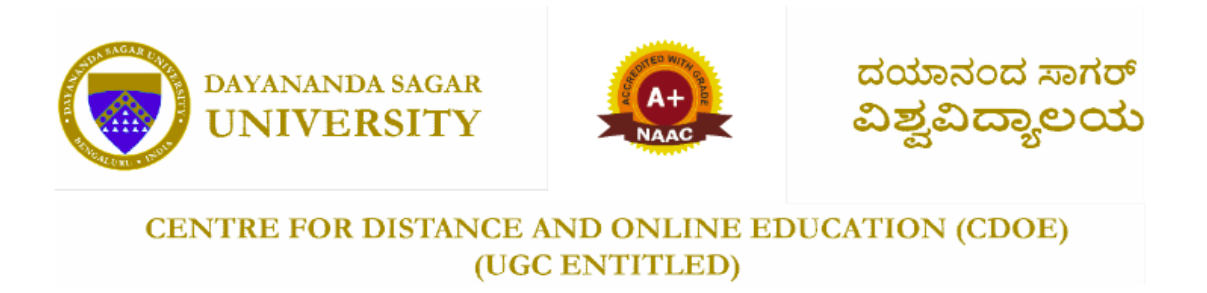 DAYANANDA SAGAR UNIVERSITY
BENGALURU • INDIA
DAYANANDA SAGAR
UNIVERSITY
ACCREDITED WITH GRADE
A+
NAAC
ದಯಾನಂದ ಸಾಗರ್
ವಿಶ್ವವಿದ್ಯಾಲಯ
CENTRE FOR DISTANCE AND ONLINE EDUCATION (CDOE)
(UGC ENTITLED)